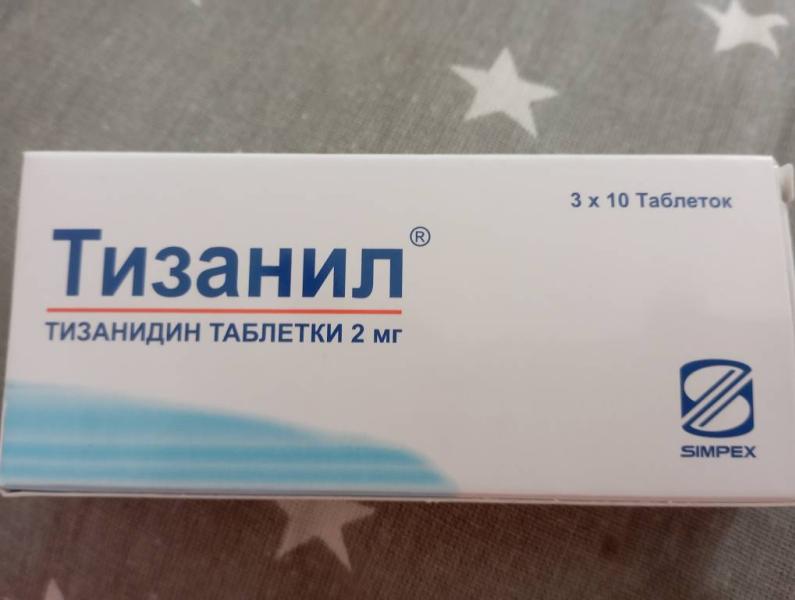 3 x 10 Таблеток
Тизанил®
ТИЗАНИДИН ТАБЛЕТКИ 2 мг
SIMPEX